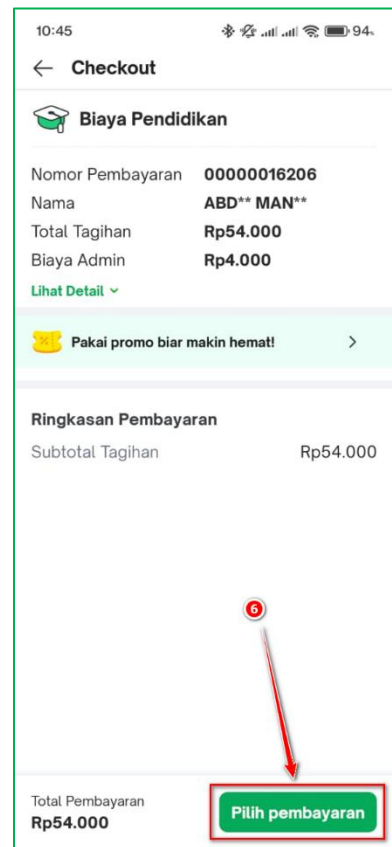 10:45 94%
Checkout
Biaya Pendidikan
Nomor Pembayaran 00000016206
Nama ABD** MAN**
Total Tagihan Rp54.000
Biaya Admin Rp4.000
Lihat Detail
Pakai promo biar makin hemat!
Ringkasan Pembayaran
Subtotal Tagihan Rp54.000
6
Total Pembayaran
Rp54.000
Pilih pembayaran